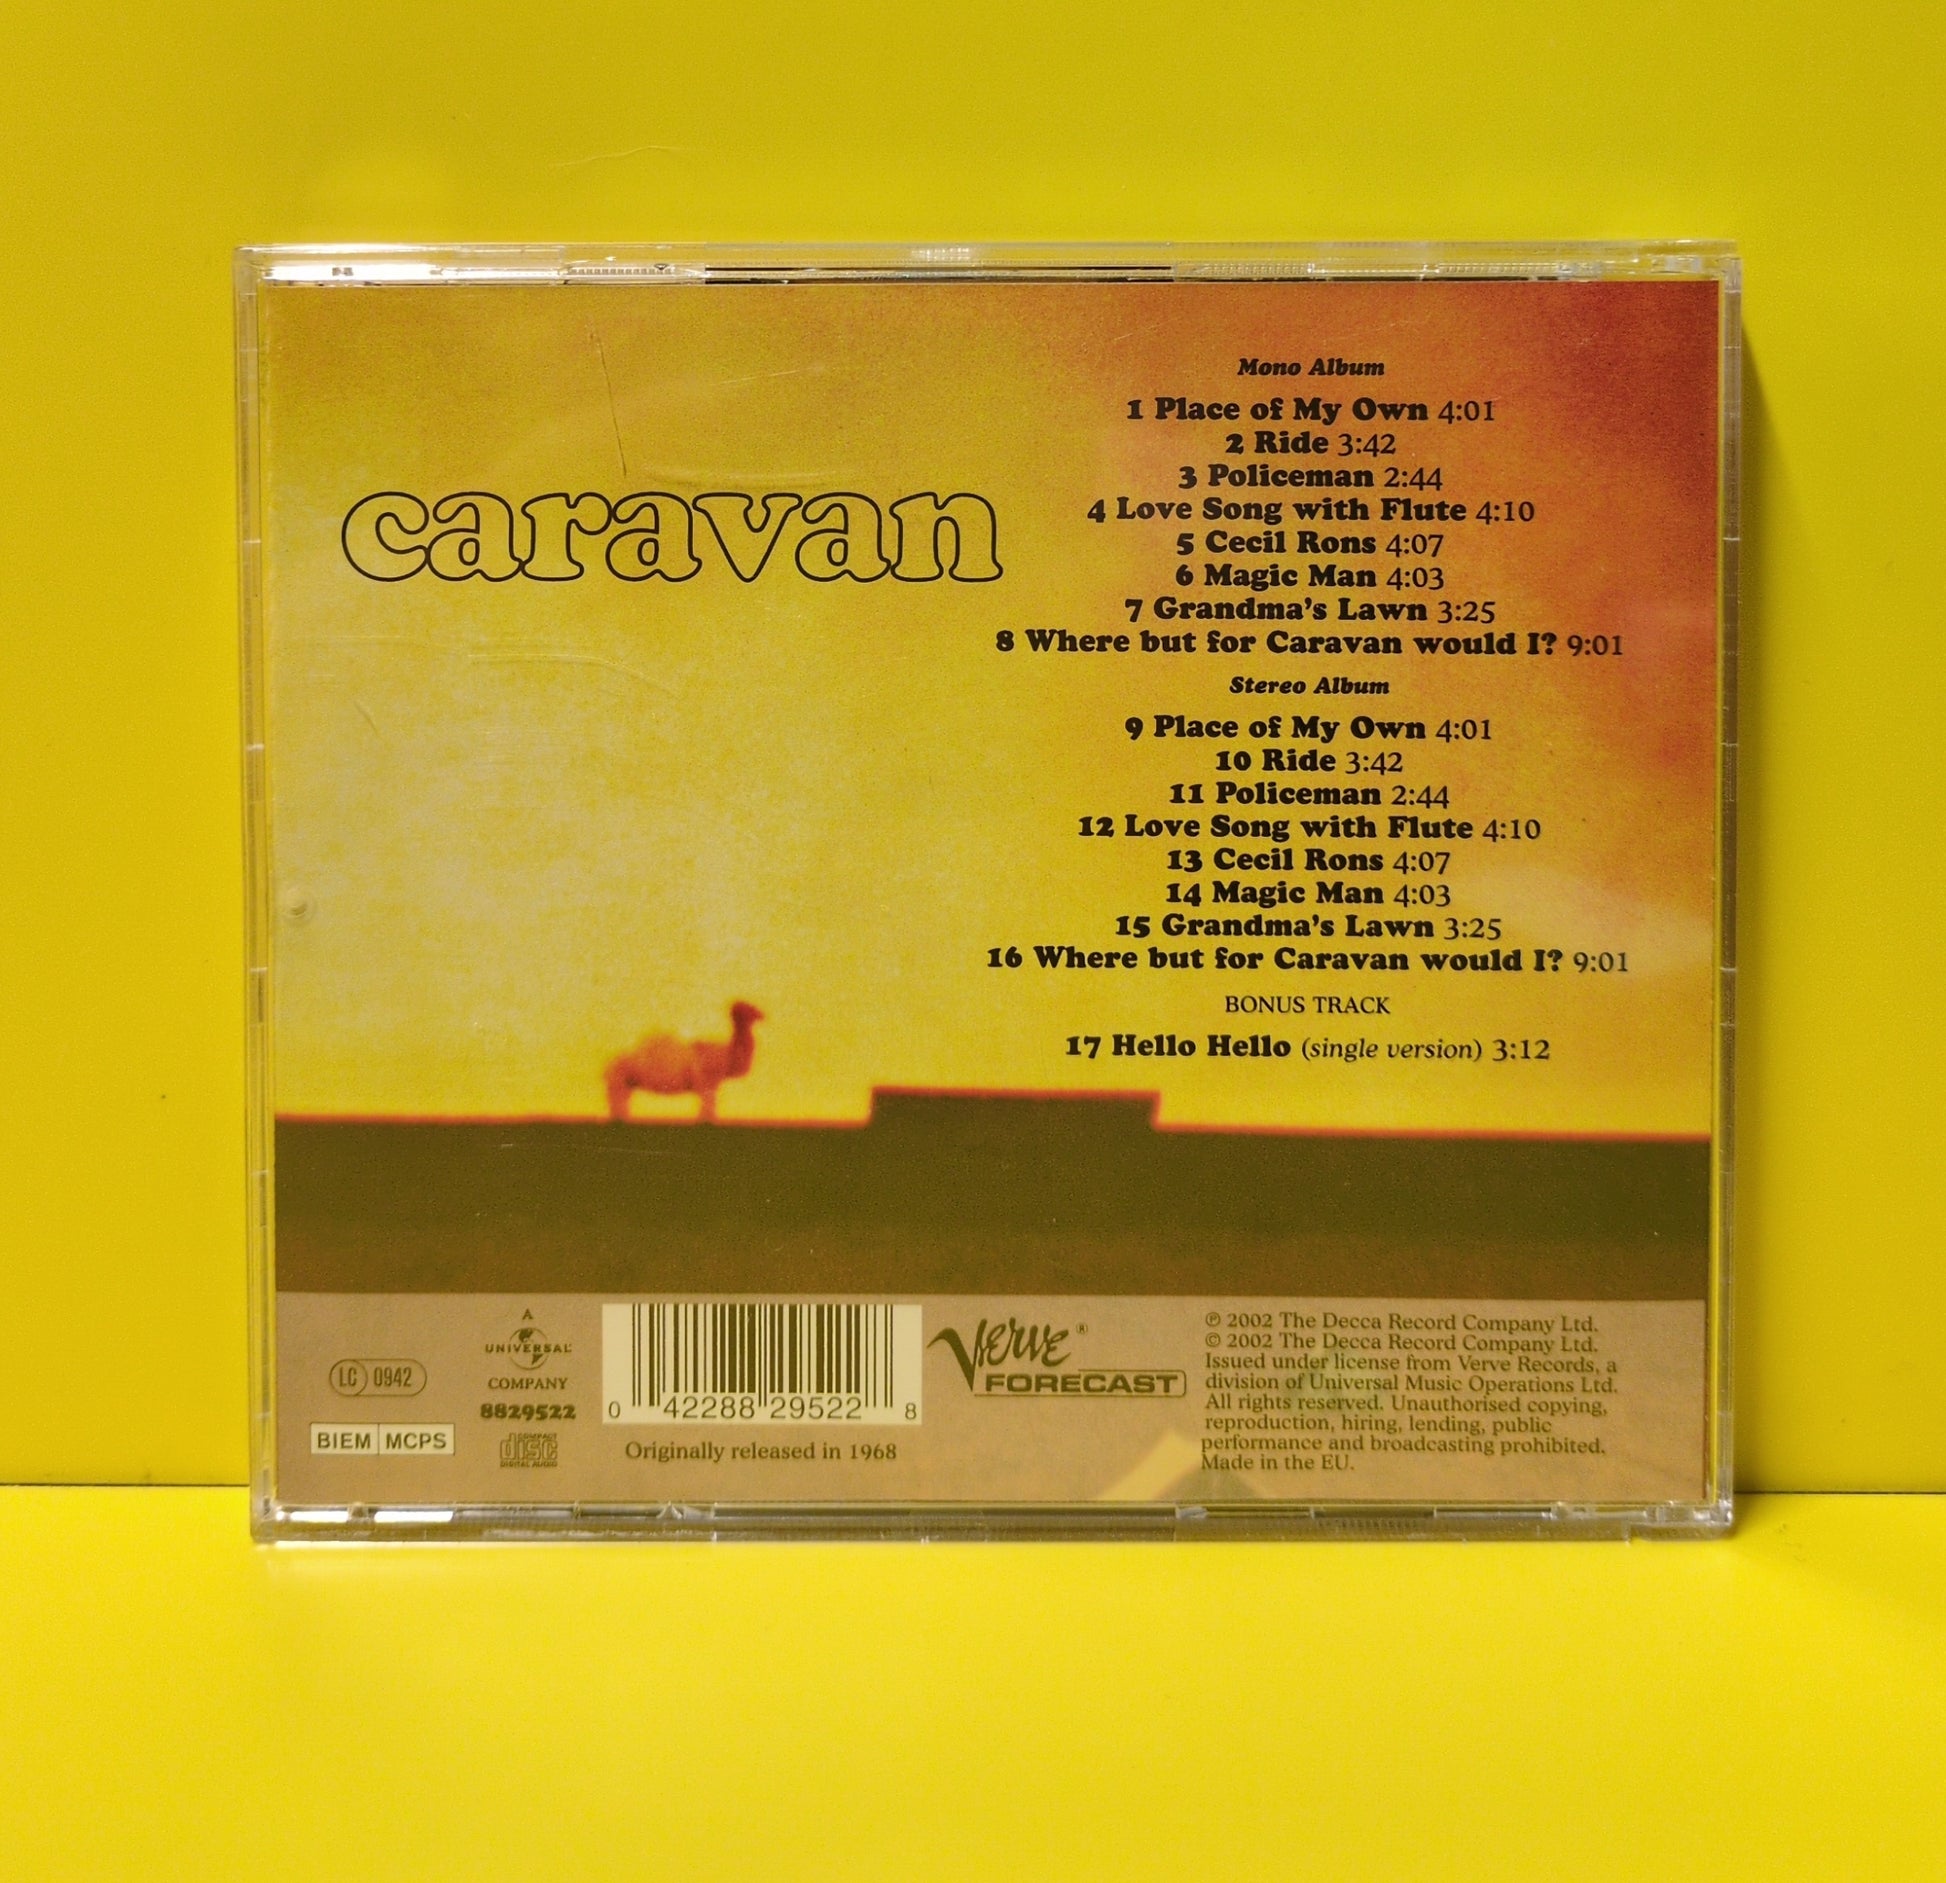 caravan
Mono Album
1 Place of My Own 4:01
2 Ride 3:42
3 Policeman 2:44
4 Love Song with Flute 4:10
5 Cecil Rons 4:07
6 Magic Man 4:03
7 Grandma's Lawn 3:25
8 Where but for Caravan would I? 9:01
Stereo Album
9 Place of My Own 4:01
10 Ride 3:42
11 Policeman 2:44
12 Love Song with Flute 4:10
13 Cecil Rons 4:07
14 Magic Man 4:03
15 Grandma's Lawn 3:25
16 Where but for Caravan would I? 9:01
BONUS TRACK
17 Hello Hello (single version) 3:12
LC 0942
BIEM MCPS
A
UNIVERSAL
COMPANY
8829522
COMPACT
disc
DIGITAL AUDIO
0 42288 29522 8
Originally released in 1968
Verve®
FORECAST
℗ 2002 The Decca Record Company Ltd.
© 2002 The Decca Record Company Ltd.
Issued under license from Verve Records, a
division of Universal Music Operations Ltd.
All rights reserved. Unauthorised copying,
reproduction, hiring, lending, public
performance and broadcasting prohibited.
Made in the EU.